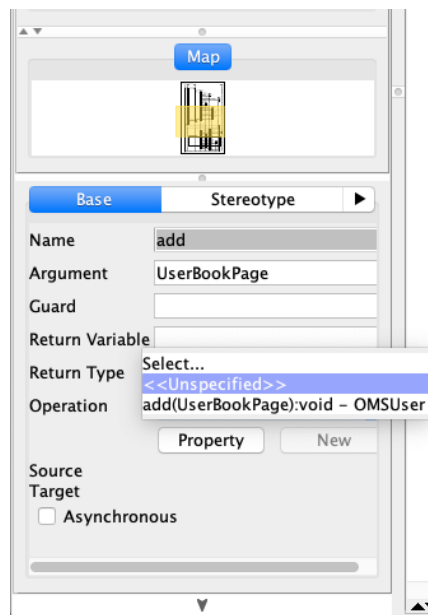 Map
Base Stereotype
Name add
Argument UserBookPage
Guard
Return Variable
Select...
Return Type
<<Unspecified>>
Operation add(UserBookPage):void – OMSUser
Property New
Source
Target
Asynchronous